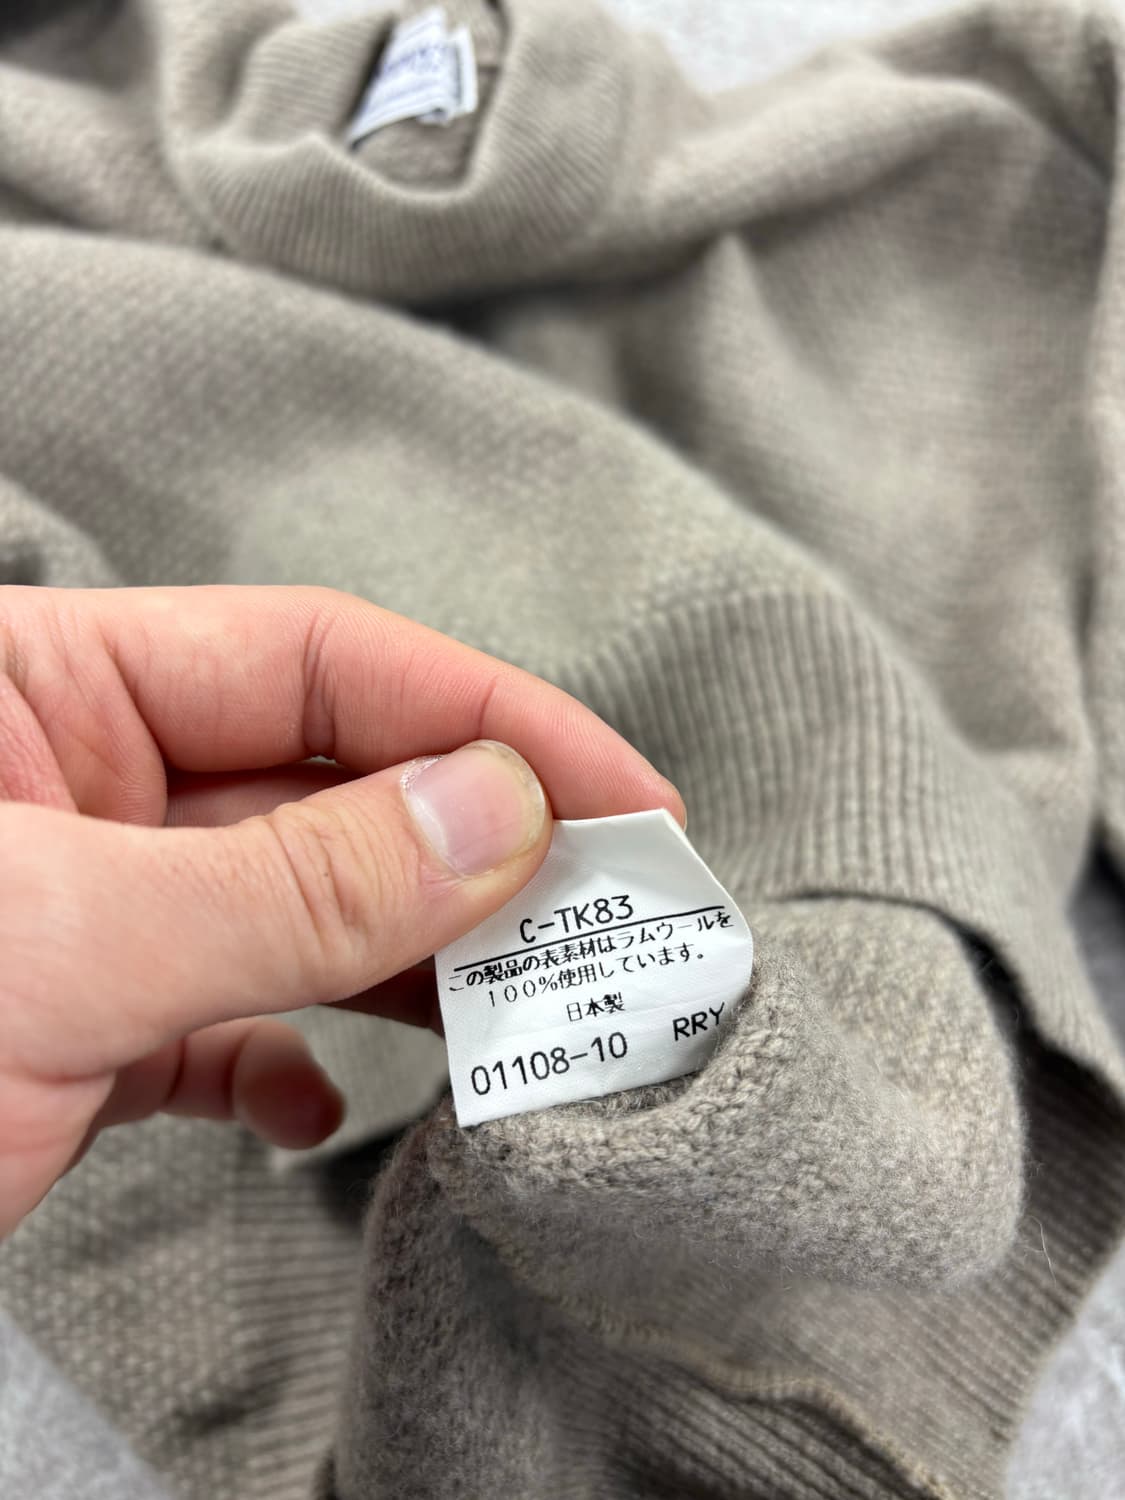 C-TK83
この製品の表素材はラムウールを
100%使用しています。
日本製
01108-10 RRY